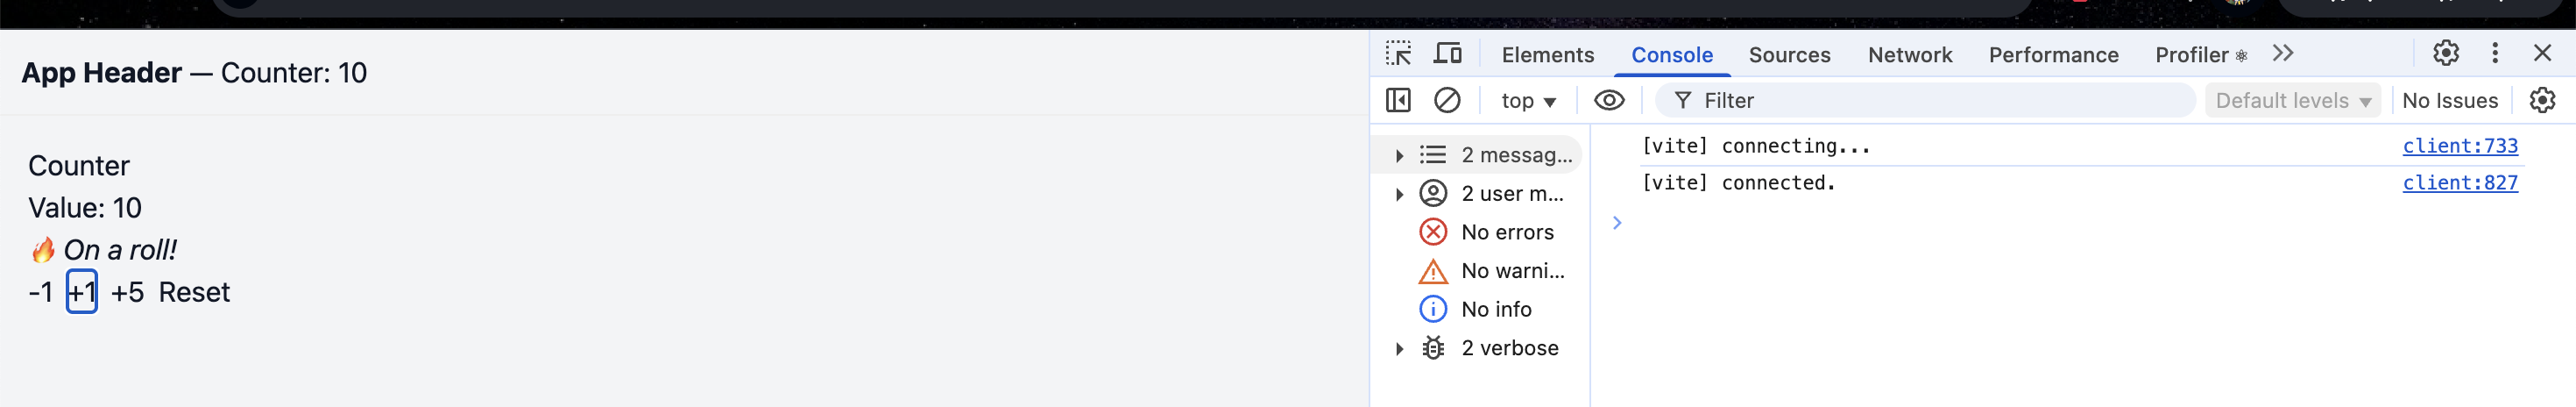 App Header — Counter: 10
Counter
Value: 10
🔥 On a roll!
-1 +1 +5 Reset
Elements Console Sources Network Performance Profiler ⚛
top ▼ Filter Default levels ▼ No Issues
2 messag...
2 user m...
No errors
No warni...
No info
2 verbose
[vite] connecting... client:733
[vite] connected. client:827